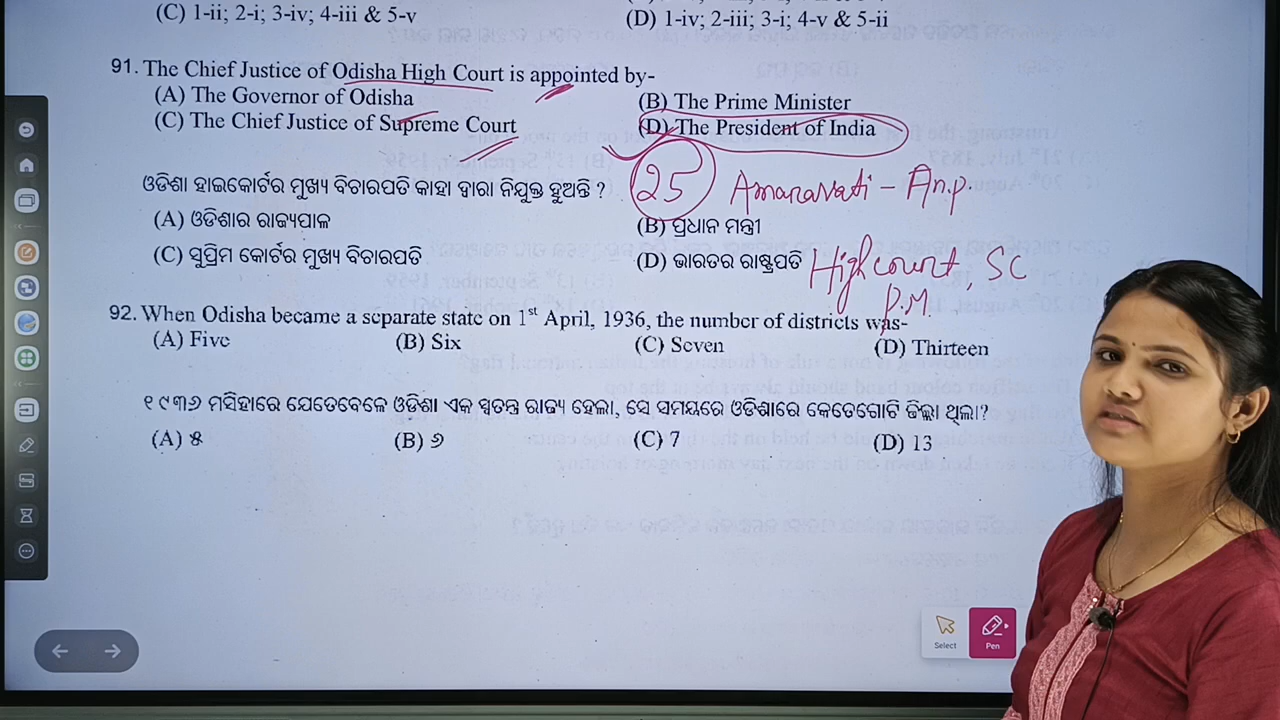 (C) 1-ii; 2-i; 3-iv; 4-iii & 5-v (D) 1-iv; 2-iii; 3-i; 4-v & 5-ii
91. The Chief Justice of Odisha High Court is appointed by-
(A) The Governor of Odisha (B) The Prime Minister
(C) The Chief Justice of Supreme Court (D) The President of India
25 Amaravati - An.p.
ଓଡିଶା ହାଇକୋର୍ଟର ମୁଖ୍ୟ ବିଚାରପତି କାହା ଦ୍ୱାରା ନିଯୁକ୍ତ ହୁଅନ୍ତି ?
(A) ଓଡିଶାର ରାଜ୍ୟପାଳ (B) ପ୍ରଧାନ ମନ୍ତ୍ରୀ
(C) ସୁପ୍ରିମ କୋର୍ଟର ମୁଖ୍ୟ ବିଚାରପତି (D) ଭାରତର ରାଷ୍ଟ୍ରପତି
High court, SC
P.M.
92. When Odisha became a separate state on 1st April, 1936, the number of districts was-
(A) Five (B) Six (C) Seven (D) Thirteen
୧୯୩୬ ମସିହାରେ ଯେତେବେଳେ ଓଡ଼ିଶା ଏକ ସ୍ୱତନ୍ତ୍ର ରାଜ୍ୟ ହେଲା, ସେ ସମୟରେ ଓଡିଶାରେ କେତେଗୋଟି ଜିଲ୍ଲା ଥିଲା?
(A) ୫ (B) ୬ (C) 7 (D) 13
Select Pen